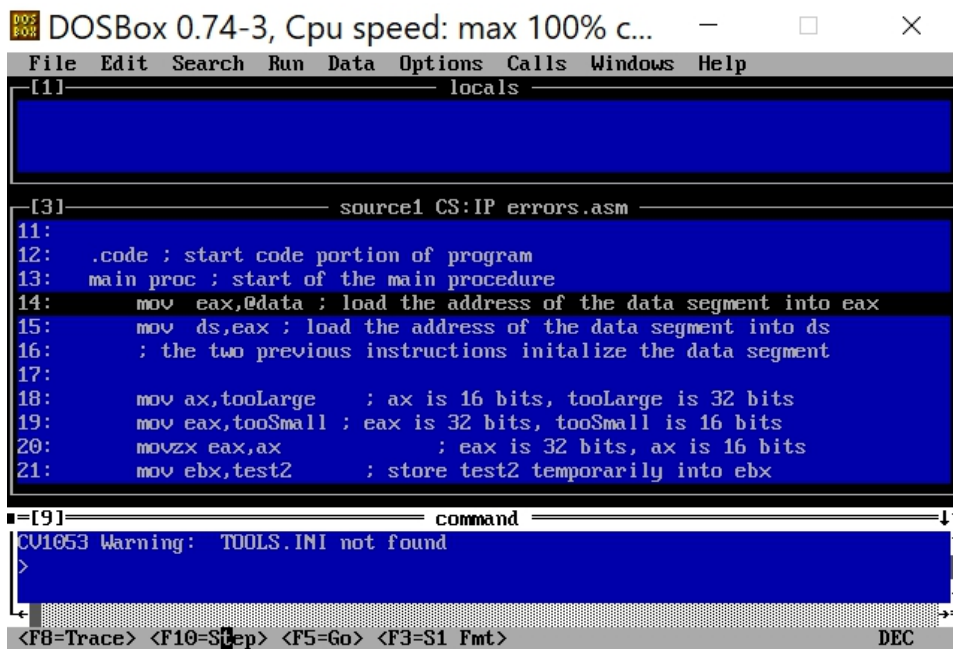 DOS BOX DOSBox 0.74-3, Cpu speed: max 100% c...
File Edit Search Run Data Options Calls Windows Help
[1] locals
[3] source1 CS:IP errors.asm
11:
12: .code ; start code portion of program
13: main proc ; start of the main procedure
14: mov eax,@data ; load the address of the data segment into eax
15: mov ds,eax ; load the address of the data segment into ds
16: ; the two previous instructions initalize the data segment
17:
18: mov ax,tooLarge ; ax is 16 bits, tooLarge is 32 bits
19: mov eax,tooSmall ; eax is 32 bits, tooSmall is 16 bits
20: movzx eax,ax ; eax is 32 bits, ax is 16 bits
21: mov ebx,test2 ; store test2 temporarily into ebx
[9] command
CV1053 Warning: TOOLS.INI not found
>
<F8=Trace> <F10=Step> <F5=Go> <F3=S1 Fmt> DEC